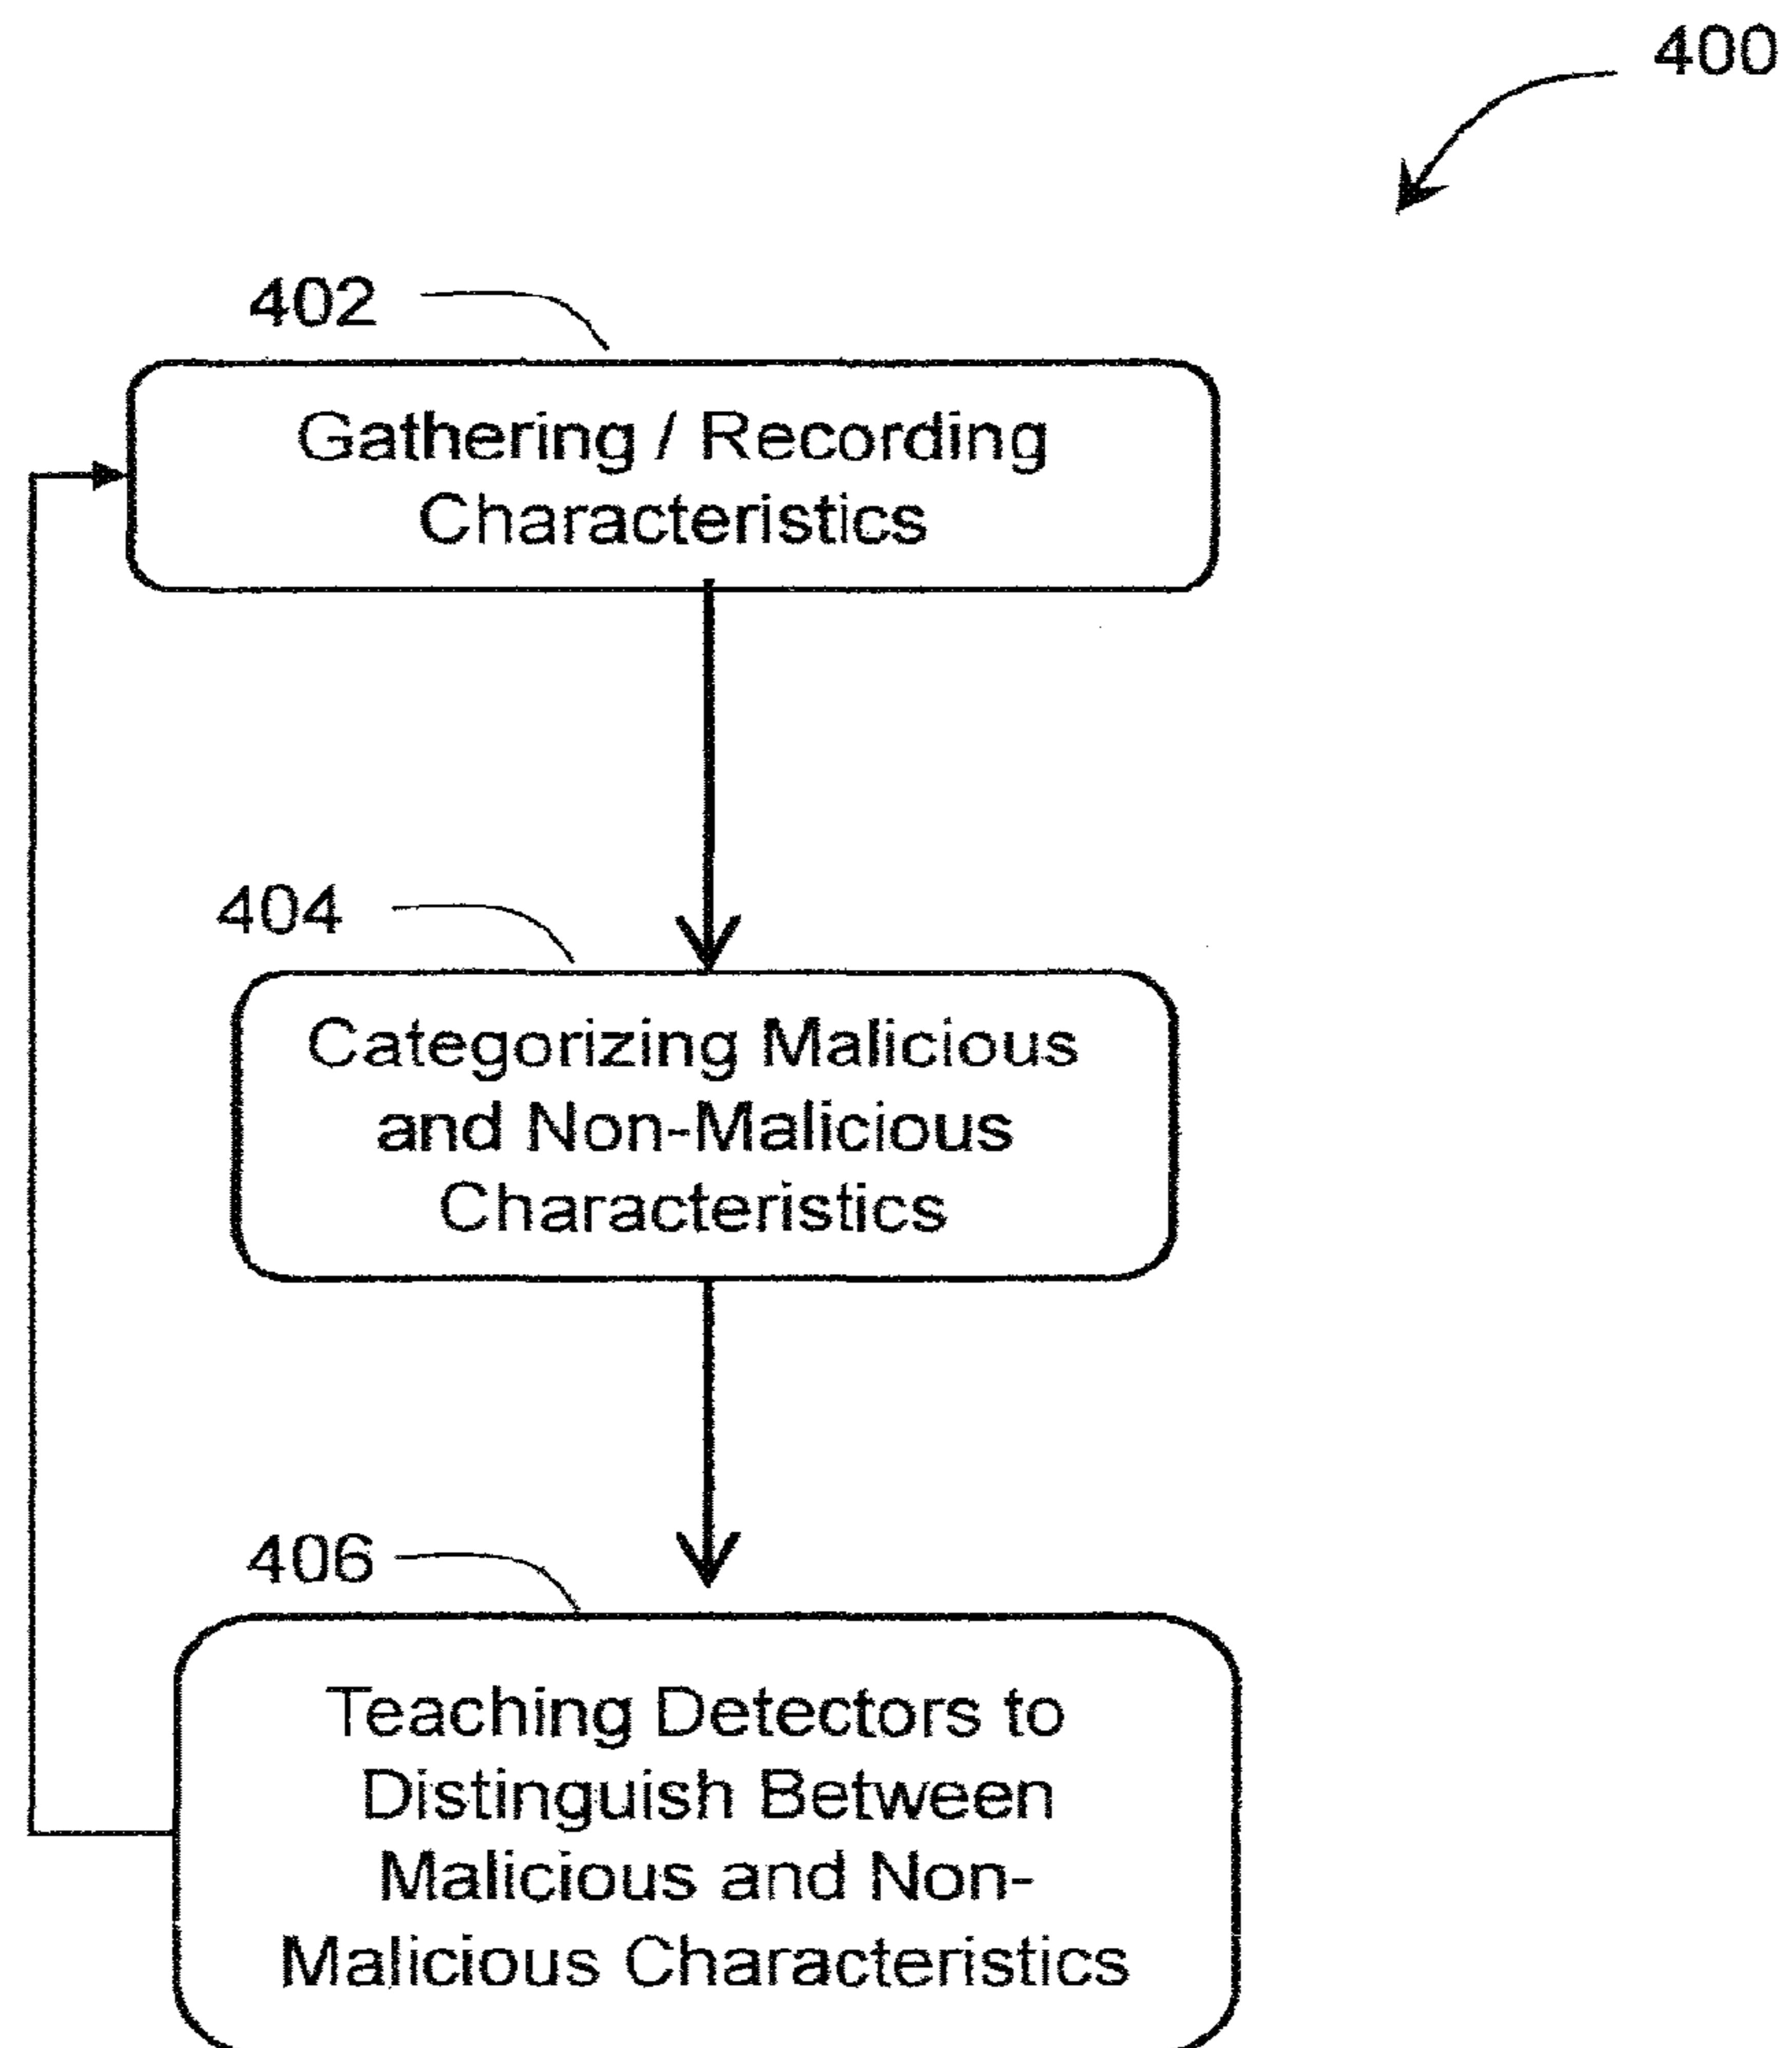 400
402
Gathering / Recording
Characteristics
404
Categorizing Malicious
and Non-Malicious
Characteristics
406
Teaching Detectors to
Distinguish Between
Malicious and Non-
Malicious Characteristics